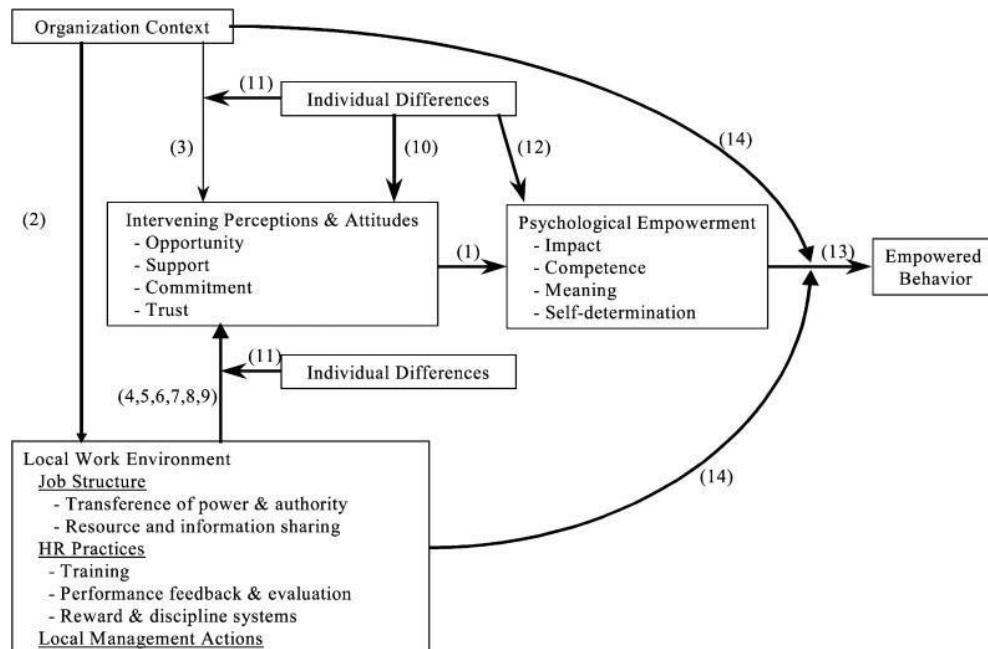 Organization Context
(11)
Individual Differences
(14)
(3)
(10)
(12)
(2)
Intervening Perceptions & Attitudes
- Opportunity
- Support
- Commitment
- Trust
(1)
Psychological Empowerment
- Impact
- Competence
- Meaning
- Self-determination
(13)
Empowered
Behavior
(11)
Individual Differences
(4,5,6,7,8,9)
Local Work Environment
Job Structure
- Transference of power & authority
- Resource and information sharing
HR Practices
- Training
- Performance feedback & evaluation
- Reward & discipline systems
Local Management Actions
(14)